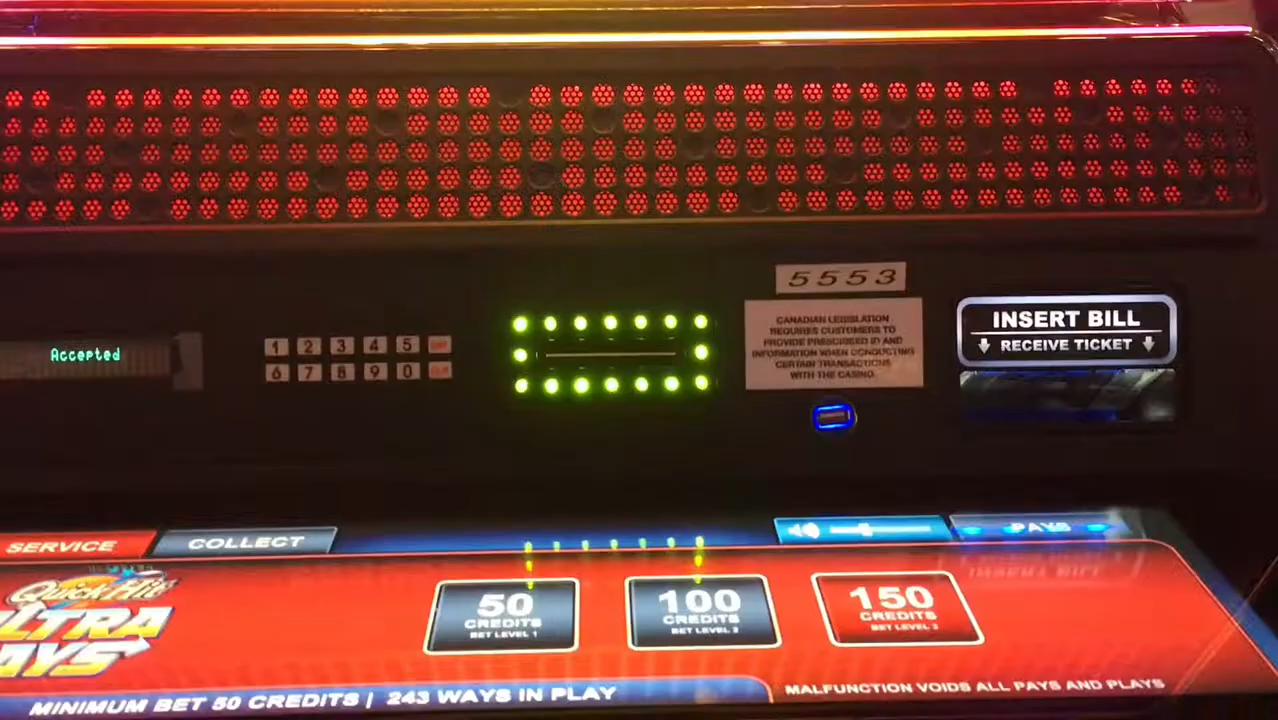 5553
CANADIAN LEGISLATION
REQUIRES CUSTOMERS TO
PROVIDE PRESCRIBED ID AND
INFORMATION WHEN CONDUCTING
CERTAIN TRANSACTIONS
WITH THE CASINO.
INSERT BILL
RECEIVE TICKET
Accepted
1 2 3 4 5
6 7 8 9 0
SERVICE
COLLECT
PAYS
Quick Hit
ULTRA
PAYS
50
CREDITS
BET LEVEL 1
100
CREDITS
BET LEVEL 2
150
CREDITS
BET LEVEL 3
MINIMUM BET 50 CREDITS | 243 WAYS IN PLAY
MALFUNCTION VOIDS ALL PAYS AND PLAYS